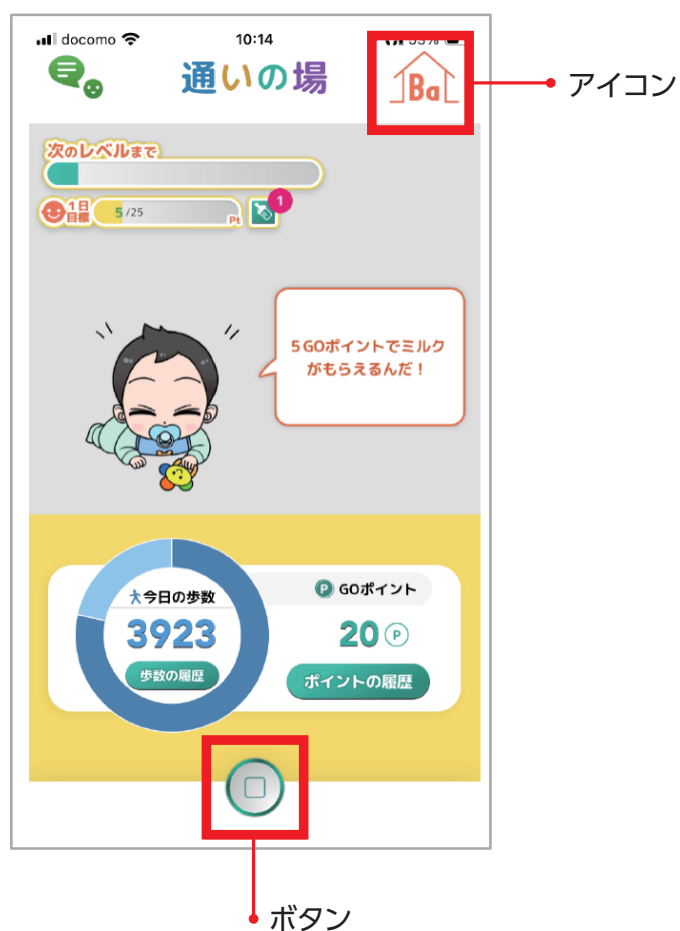 docomo
10:14
通いの場
Ba
アイコン
次のレベルまで
1日
目標
5/25
Pt
1
5GOポイントでミルク
がもらえるんだ！
今日の歩数
P GOポイント
3923
20 P
歩数の履歴
ポイントの履歴
ボタン